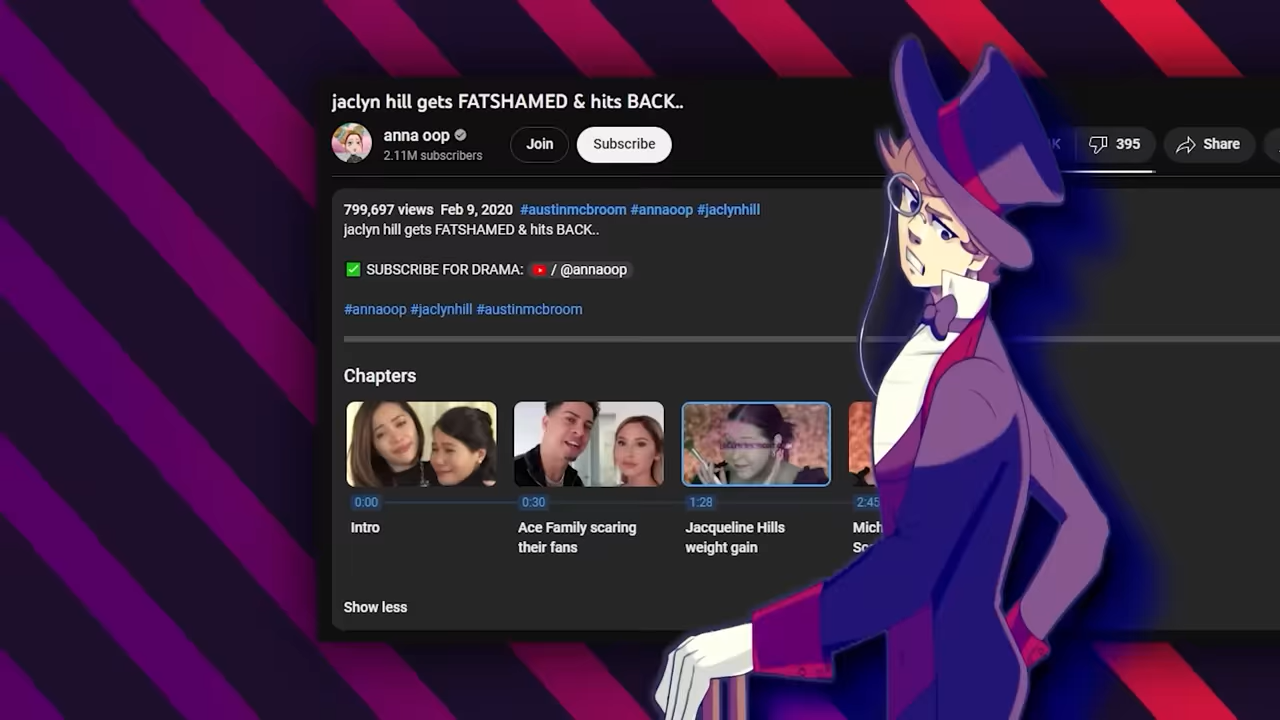 jaclyn hill gets FATSHAMED & hits BACK..
anna oop
2.11M subscribers
Join
Subscribe
395
Share
799,697 views Feb 9, 2020 #austinmcbroom #annaoop #jaclynhill
jaclyn hill gets FATSHAMED & hits BACK..
✅ SUBSCRIBE FOR DRAMA: / @annaoop
#annaoop #jaclynhill #austinmcbroom
Chapters
0:00
0:30
1:28
2:45
Intro
Ace Family scaring
their fans
Jacqueline Hills
weight gain
Show less